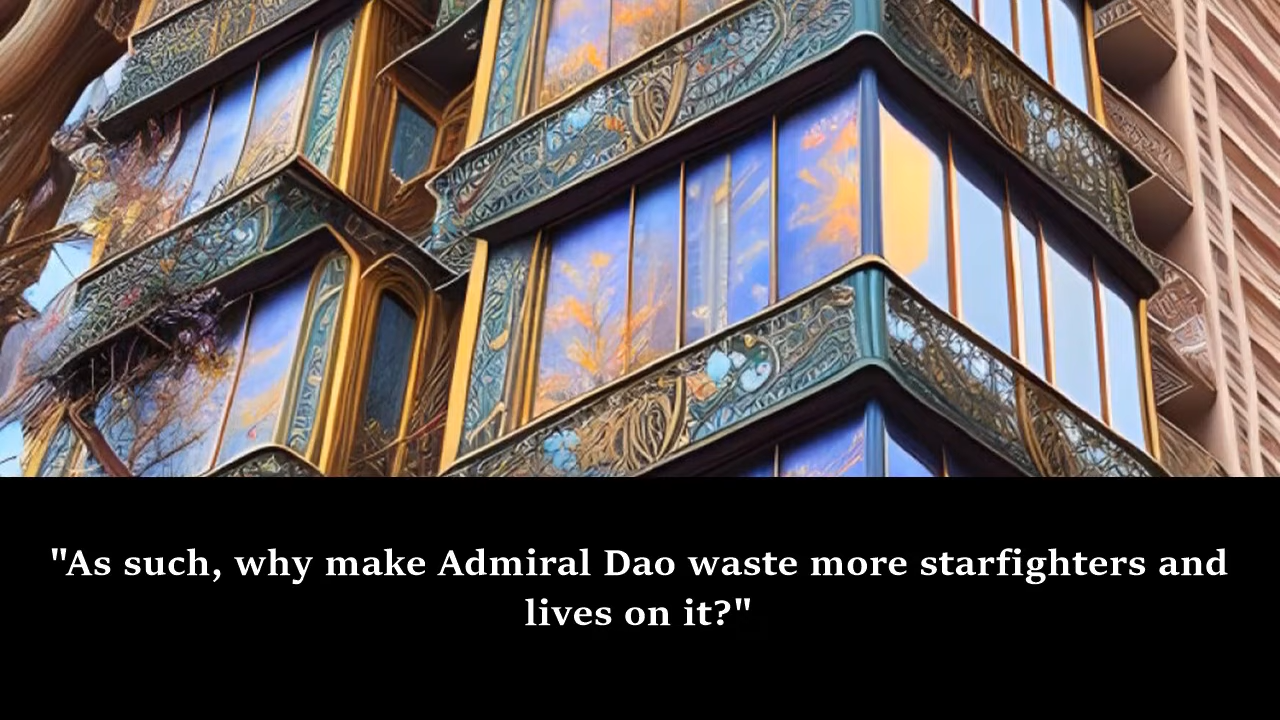 "As such, why make Admiral Dao waste more starfighters and
lives on it?"